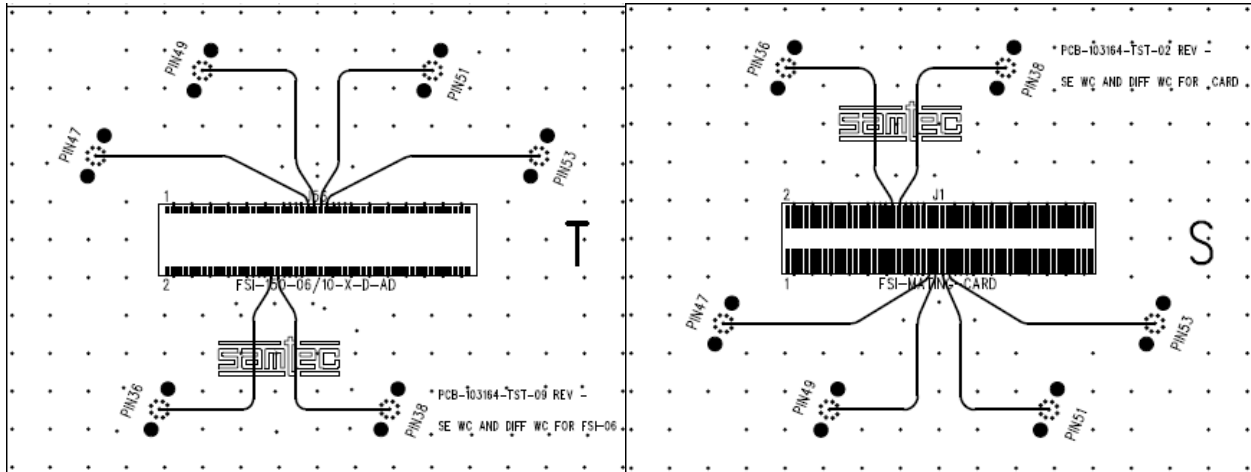 PIN49
PIN51
PIN47
PIN53
1
T
2
FSI-150-06/10-X-D-AD
samtec
PIN36
PIN38
PCB-103164-TST-09 REV -
SE WC AND DIFF WC FOR FSI-06
PIN36
PIN38
PCB-103164-TST-02 REV -
SE WC AND DIFF WC FOR CARD
samtec
2
J1
S
1
FSI-MATING-CARD
PIN47
PIN53
PIN49
PIN51